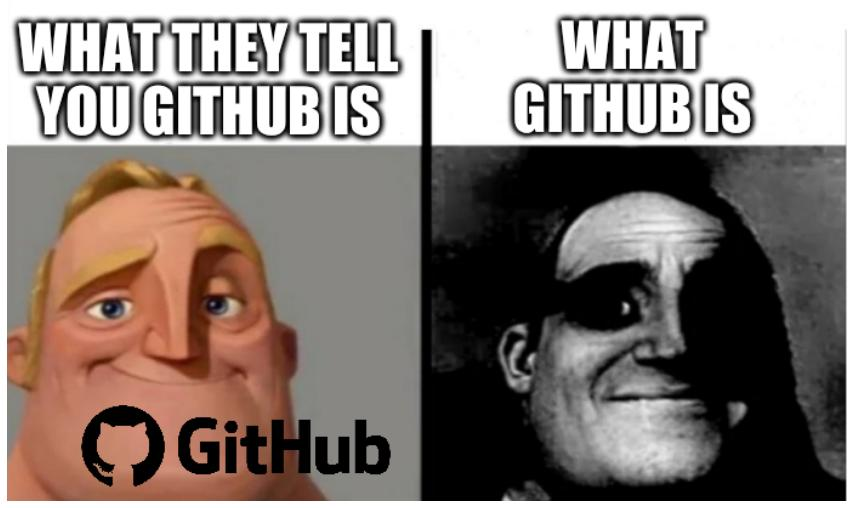 WHAT THEY TELL
YOU GITHUB IS
WHAT
GITHUB IS
GitHub